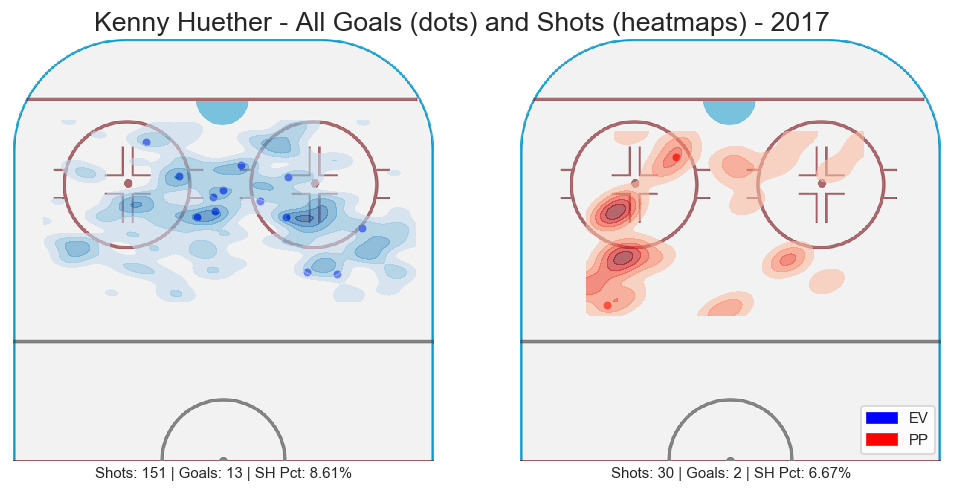 Kenny Huether - All Goals (dots) and Shots (heatmaps) - 2017
EV
PP
Shots: 151 | Goals: 13 | SH Pct: 8.61%
Shots: 30 | Goals: 2 | SH Pct: 6.67%